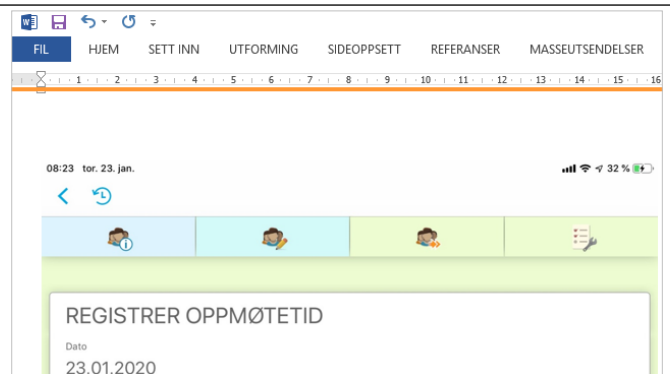 FIL HJEM SETT INN UTFORMING SIDEOPPSETT REFERANSER MASSEUTSENDELSER
1 2 3 4 5 6 7 8 9 10 11 12 13 14 15 16
08:23 tor. 23. jan. 32 %
REGISTRER OPPMØTETID
Dato
23.01.2020